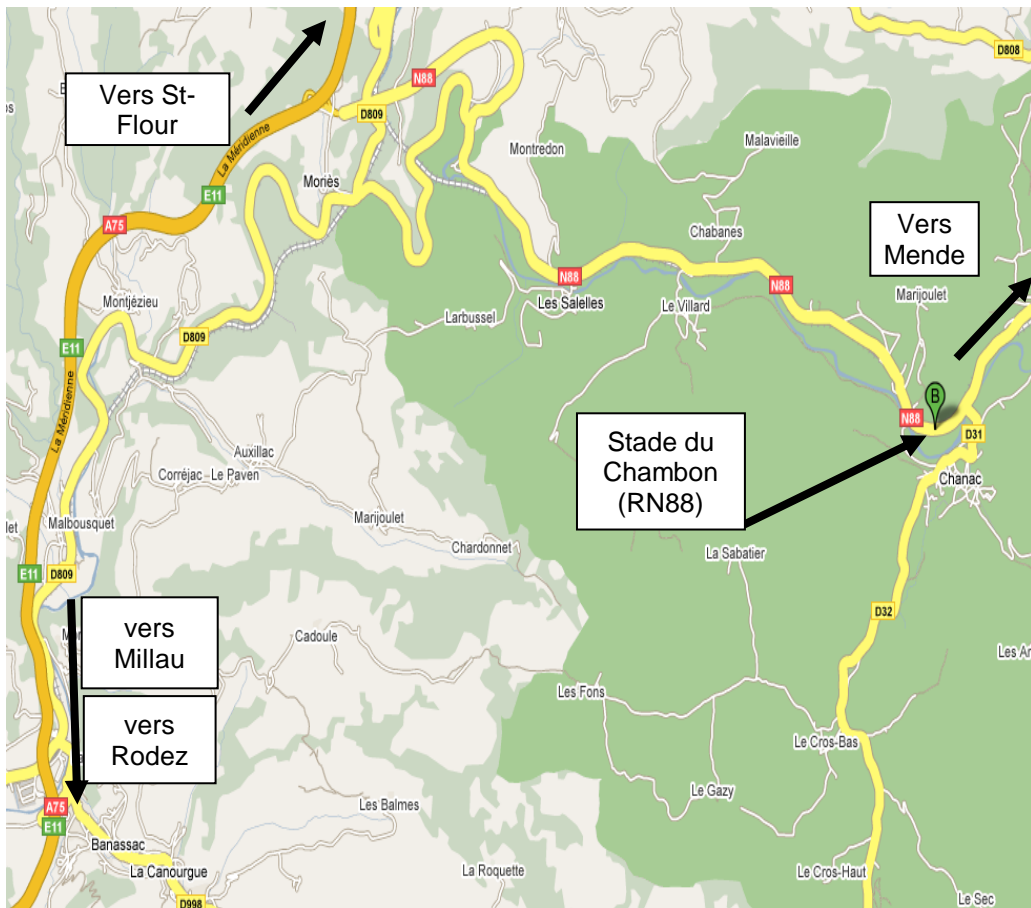 D808
Vers St-
Flour
N88
D809
La Méridienne
Montredon
Malavieille
Moriès
E11
A75
Chabanes
Vers
Mende
N88
N88
Les Salelles
Le Villard
Marijoulet
Montjézieu
Larbussel
D809
E11
La Méridienne
B
N88
D31
Stade du
Chambon
(RN88)
Chanac
Auxillac
Corréjac
Le Paven
Malbousquet
Marijoulet
Chardonnet
La Sabatier
E11
D809
vers
Millau
Cadoule
D32
Les Fons
vers
Rodez
Le Cros-Bas
Le Gazy
A75
E11
Les Balmes
Banassac
La Canourgue
La Roquette
Le Cros-Haut
Le Sec
D998